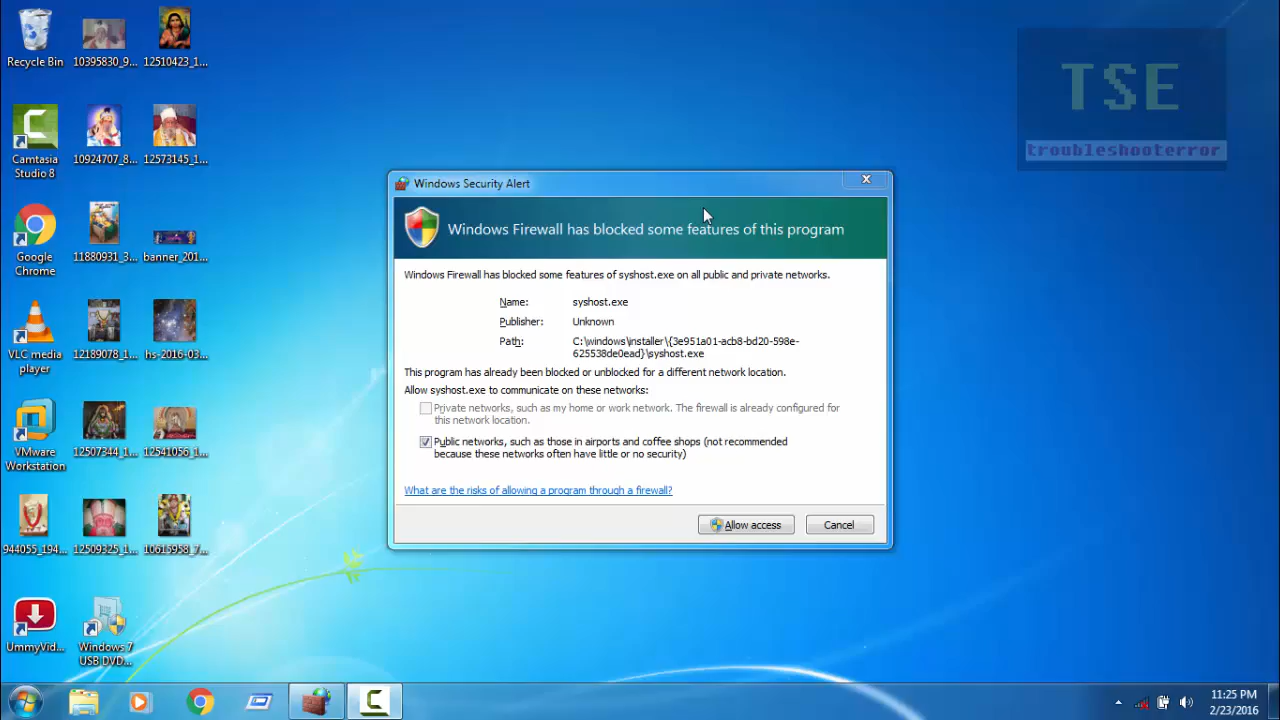 Recycle Bin
10395830_9...
12510423_1...
TSE
troubleshooterror
Camtasia
Studio 8
10924707_8...
12573145_1...
Google
Chrome
11880931_3...
banner_201...
VLC media
player
12189078_1...
hs-2016-03...
VMware
Workstation
12507344_1...
12541056_1...
944055_194...
12509325_1...
10615958_7...
UmmyVid...
Windows 7
USB DVD...
Windows Security Alert
Windows Firewall has blocked some features of this program
Windows Firewall has blocked some features of syshost.exe on all public and private networks.
Name: syshost.exe
Publisher: Unknown
Path: C:\windows\installer\{3e951a01-acb8-bd20-598e-
625538de0ead}\syshost.exe
This program has already been blocked or unblocked for a different network location.
Allow syshost.exe to communicate on these networks:
Private networks, such as my home or work network. The firewall is already configured for
this network location.
Public networks, such as those in airports and coffee shops (not recommended
because these networks often have little or no security)
What are the risks of allowing a program through a firewall?
Allow access
Cancel
11:25 PM
2/23/2016